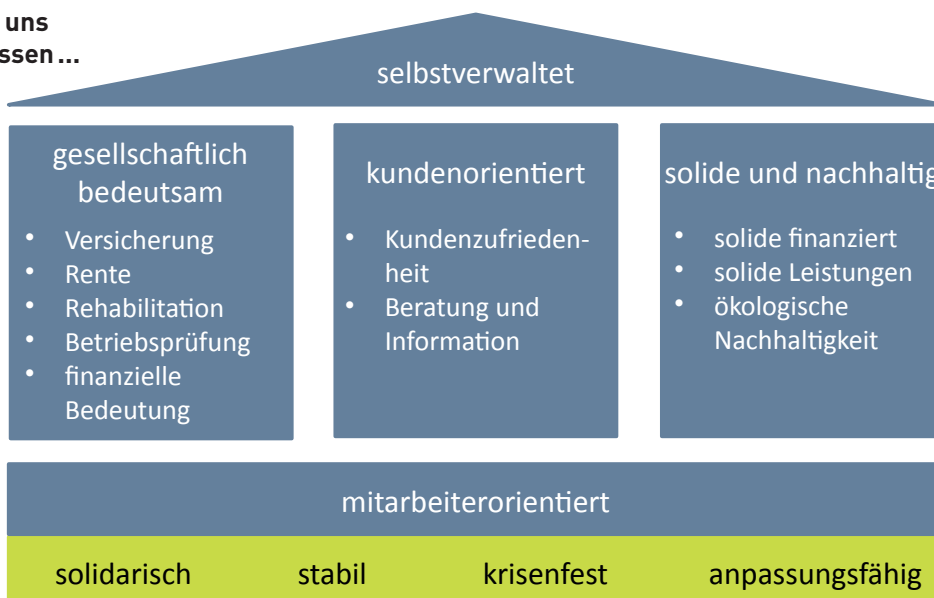 uns
ssen ...
selbstverwaltet
gesellschaftlich
bedeutsam
• Versicherung
• Rente
• Rehabilitation
• Betriebsprüfung
• finanzielle
Bedeutung
kundenorientiert
• Kundenzufrieden-
heit
• Beratung und
Information
solide und nachhaltig
• solide finanziert
• solide Leistungen
• ökologische
Nachhaltigkeit
mitarbeiterorientiert
solidarisch stabil krisenfest anpassungsfähig